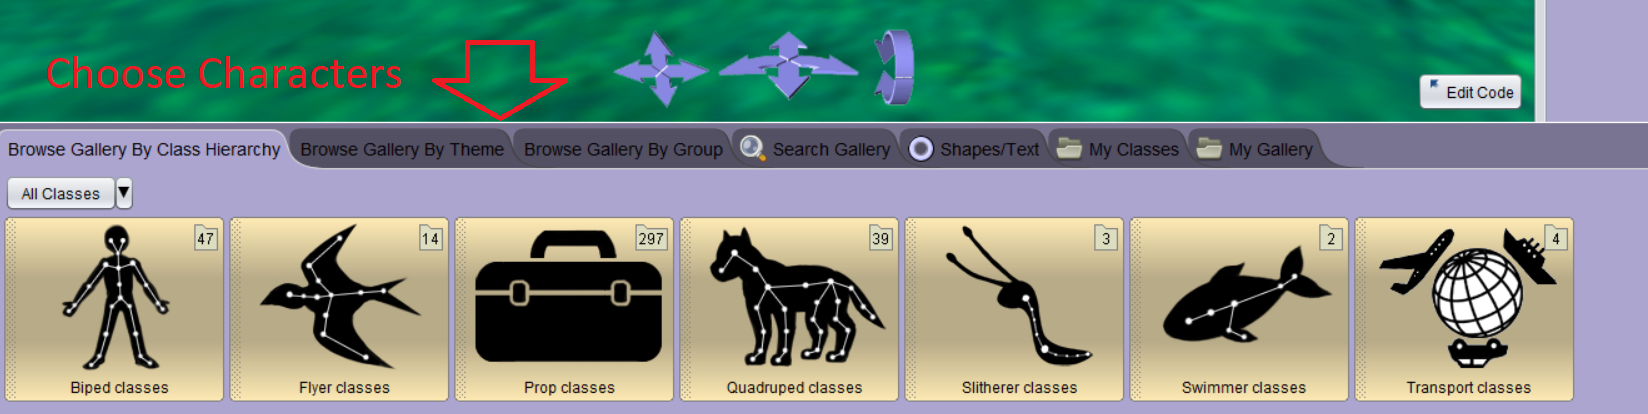 Choose Characters
Edit Code
Browse Gallery By Class Hierarchy
Browse Gallery By Theme
Browse Gallery By Group
Search Gallery
Shapes/Text
My Classes
My Gallery
All Classes
47
14
297
39
3
2
4
Biped classes
Flyer classes
Prop classes
Quadruped classes
Slitherer classes
Swimmer classes
Transport classes